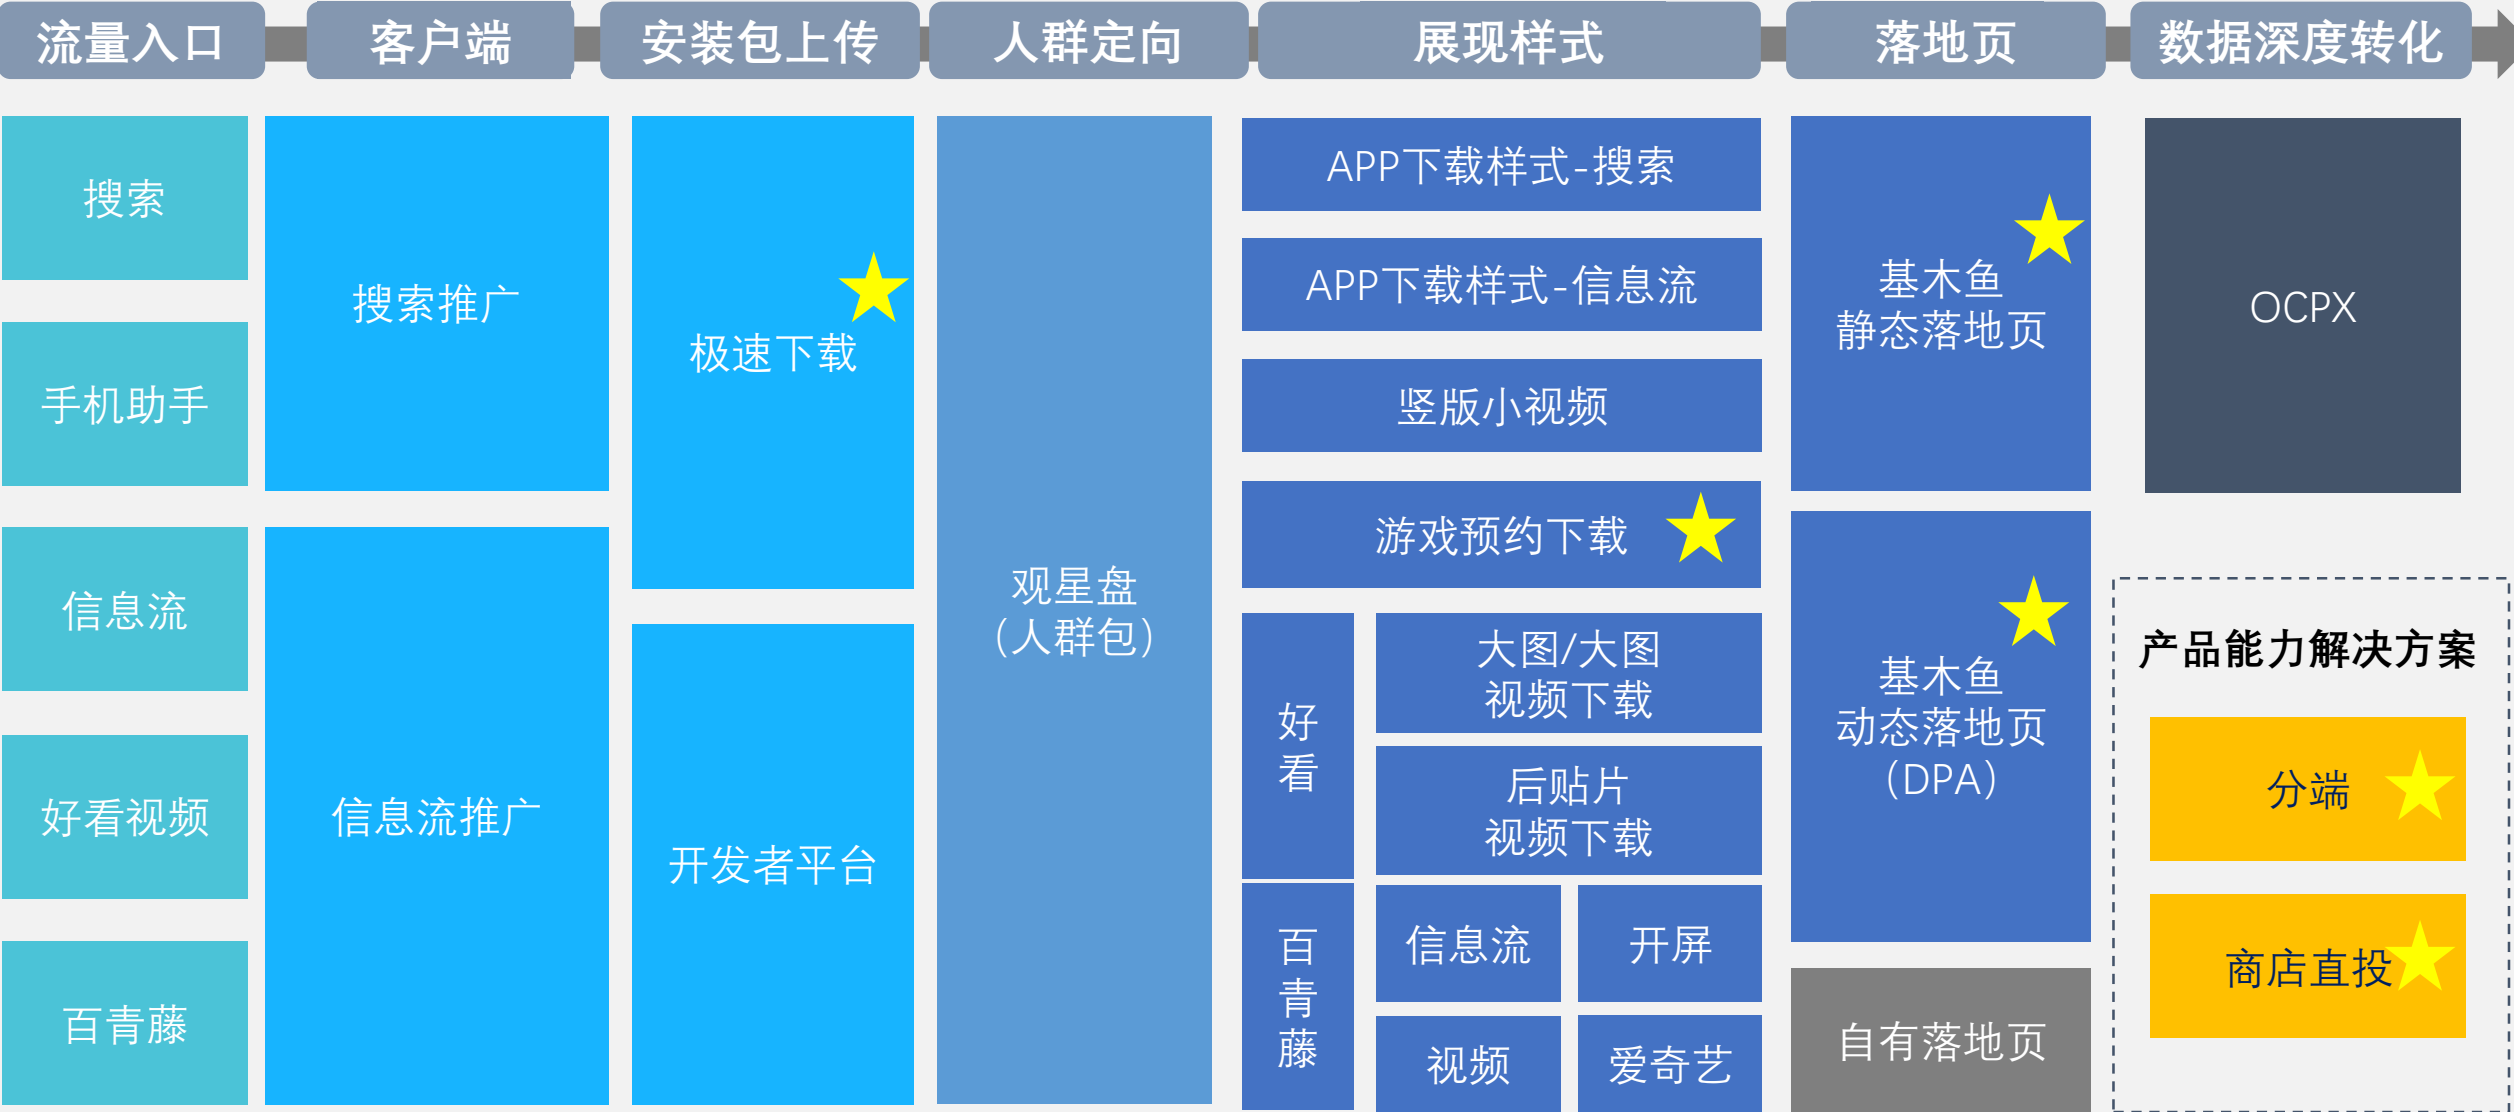 流量入口
客户端
安装包上传
人群定向
展现样式
落地页
数据深度转化
搜索
手机助手
信息流
好看视频
百青藤
搜索推广
信息流推广
极速下载
开发者平台
观星盘
（人群包）
APP下载样式-搜索
APP下载样式-信息流
竖版小视频
游戏预约下载
好
看
大图/大图
视频下载
后贴片
视频下载
百
青
藤
信息流
开屏
视频
爱奇艺
基木鱼
静态落地页
基木鱼
动态落地页
（DPA）
自有落地页
OCPX
产品能力解决方案
分端
商店直投